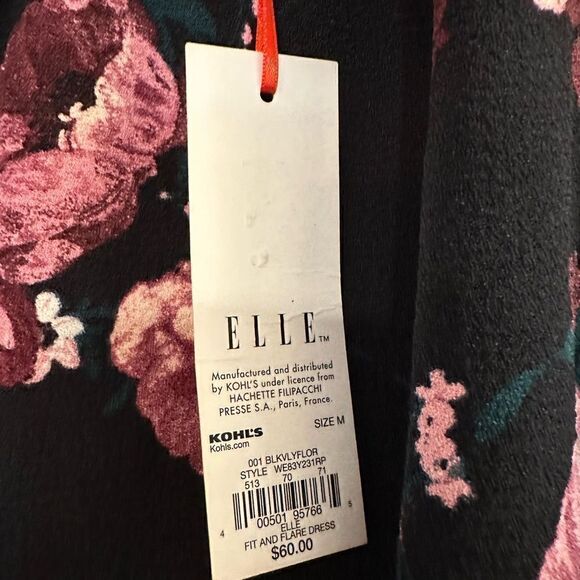 ELLE™
Manufactured and distributed
by KOHL'S under licence from
HACHETTE FILIPACCHI
PRESSE S.A., Paris, France.
SIZE M
KOHL'S
Kohls.com
001 BLKVLYFLOR
STYLE WE83Y231RP
513 70 71
4 00501 95766 5
ELLE
FIT AND FLARE DRESS
$60.00